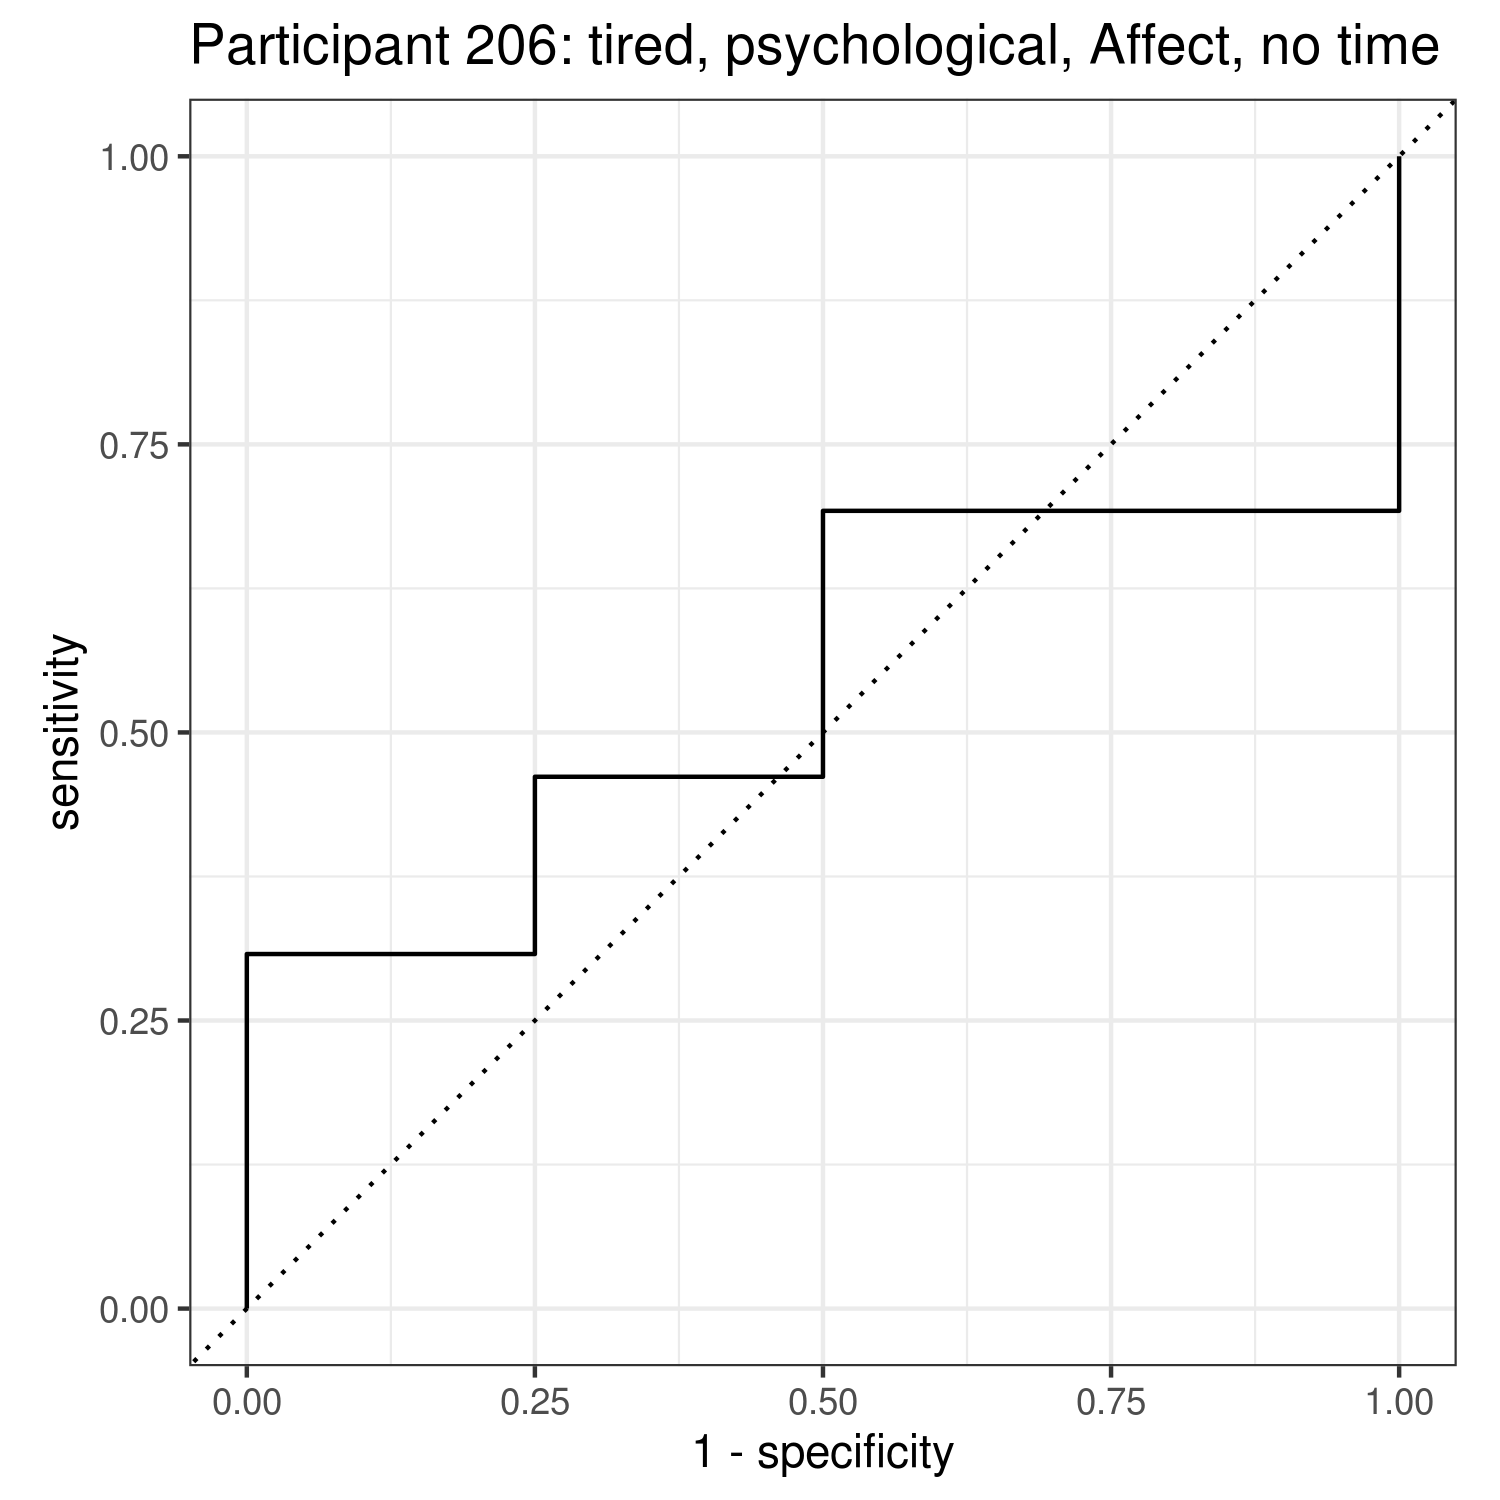 Participant 206: tired, psychological, Affect, no time
1.00
0.75
0.50
0.25
0.00
sensitivity
0.00 0.25 0.50 0.75 1.00
1 - specificity